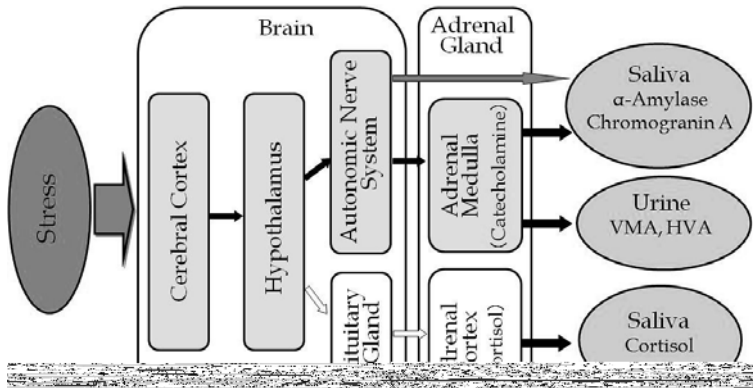 Brain
Adrenal
Gland
Stress
Cerebral Cortex
Hypothalamus
Autonomic Nerve
System
Adrenal
Medulla
(Catecholamine)
Saliva
α-Amylase
Chromogranin A
Urine
VMA, HVA
Gland
Saliva
Cortisol